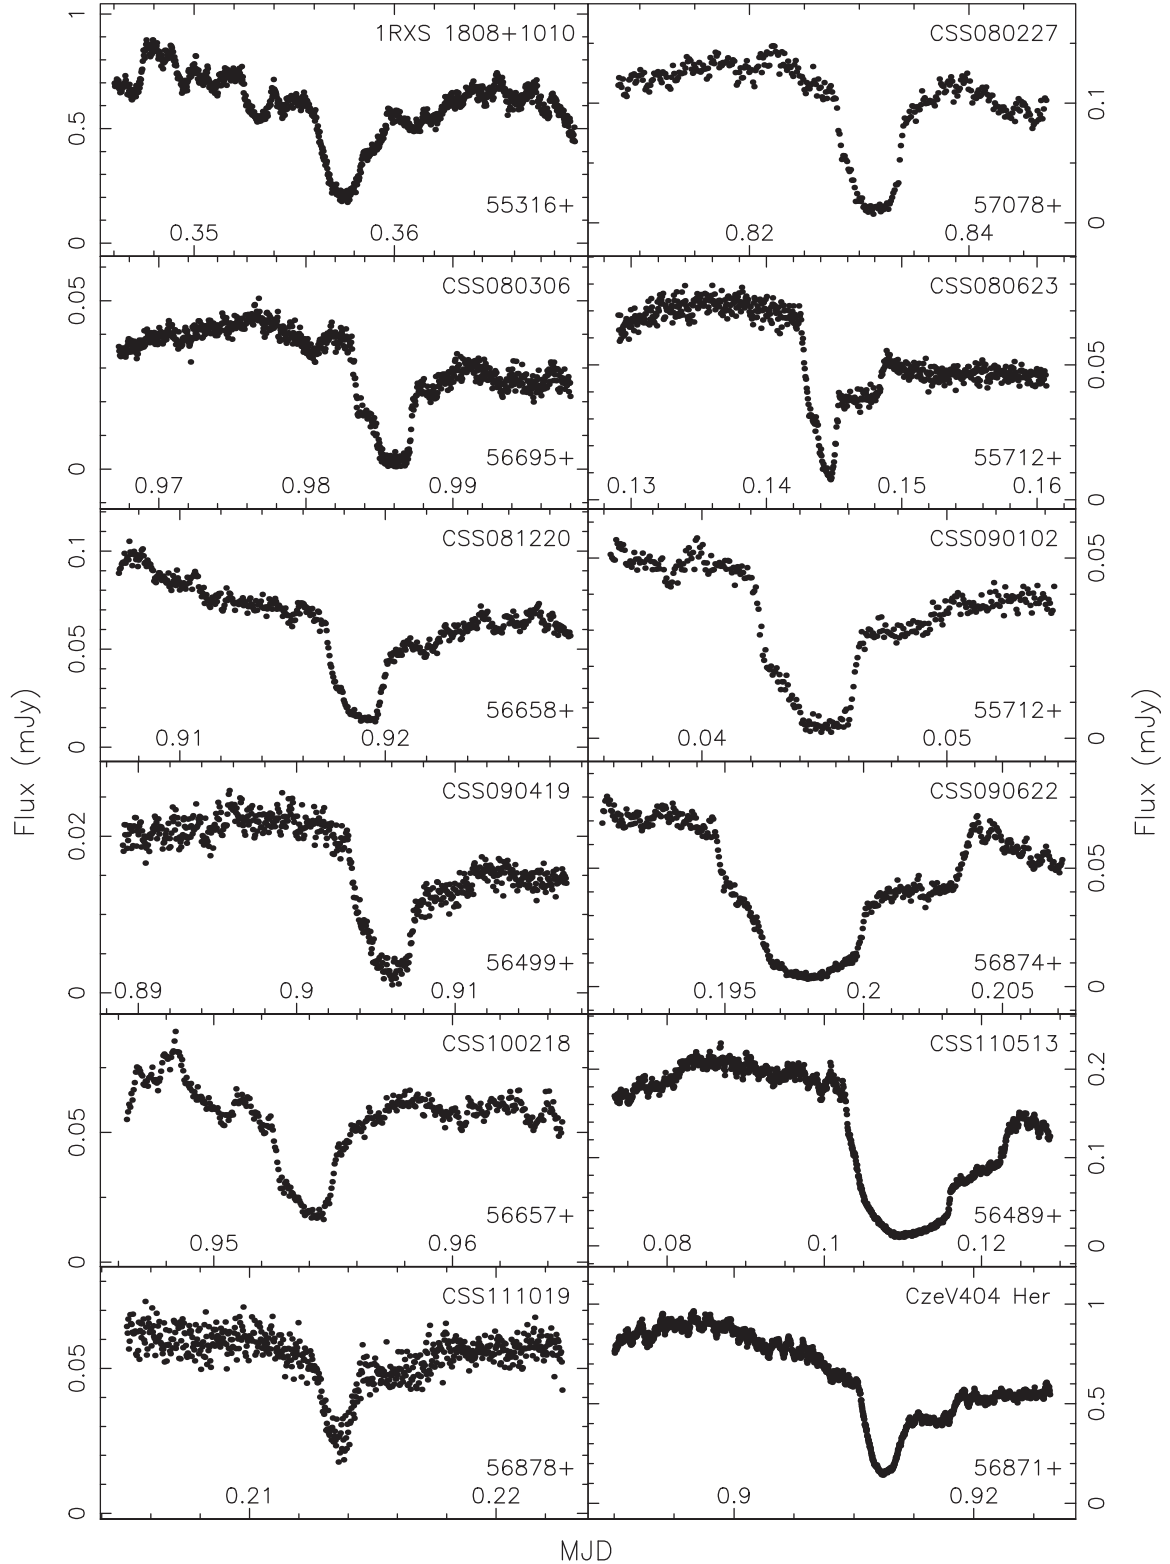 1RXS 1808+1010
1
0.5
0
55316+
0.35 0.36
CSS080227
0.1
0
57078+
0.82 0.84
CSS080306
0.05
0
56695+
0.97 0.98 0.99
CSS080623
0.05
0
55712+
0.13 0.14 0.15 0.16
CSS081220
0.1
0.05
0
56658+
0.91 0.92
CSS090102
0.05
0
55712+
0.04 0.05
CSS090419
0.02
0
56499+
0.89 0.9 0.91
CSS090622
0.05
0
56874+
0.195 0.2 0.205
CSS100218
0.05
0
56657+
0.95 0.96
CSS110513
0.2
0.1
0
56489+
0.08 0.1 0.12
CSS111019
0.05
0
56878+
0.21 0.22
CzeV404 Her
1
0.5
0
56871+
0.9 0.92
Flux (mJy)
Flux (mJy)
MJD